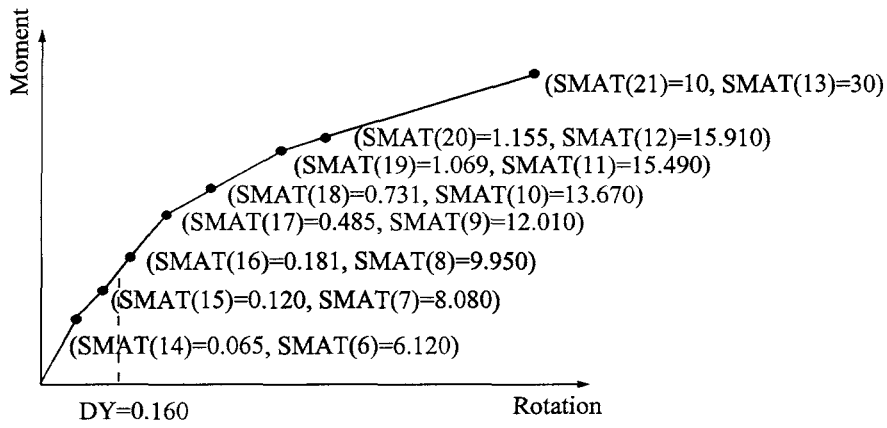 Moment
(SMAT(21)=10, SMAT(13)=30)
(SMAT(20)=1.155, SMAT(12)=15.910)
(SMAT(19)=1.069, SMAT(11)=15.490)
(SMAT(18)=0.731, SMAT(10)=13.670)
(SMAT(17)=0.485, SMAT(9)=12.010)
(SMAT(16)=0.181, SMAT(8)=9.950)
(SMAT(15)=0.120, SMAT(7)=8.080)
(SMAT(14)=0.065, SMAT(6)=6.120)
DY=0.160
Rotation